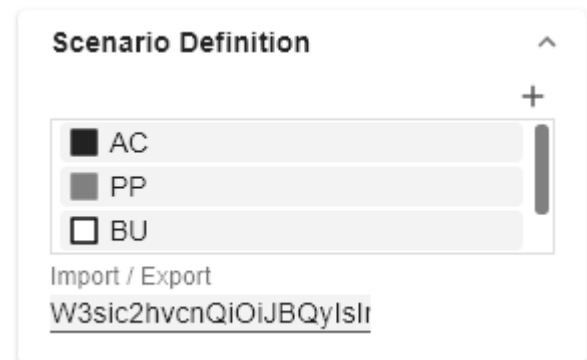 Scenario Definition
AC
PP
BU
Import / Export
W3sic2hvcnQiOiJBQyIsIr